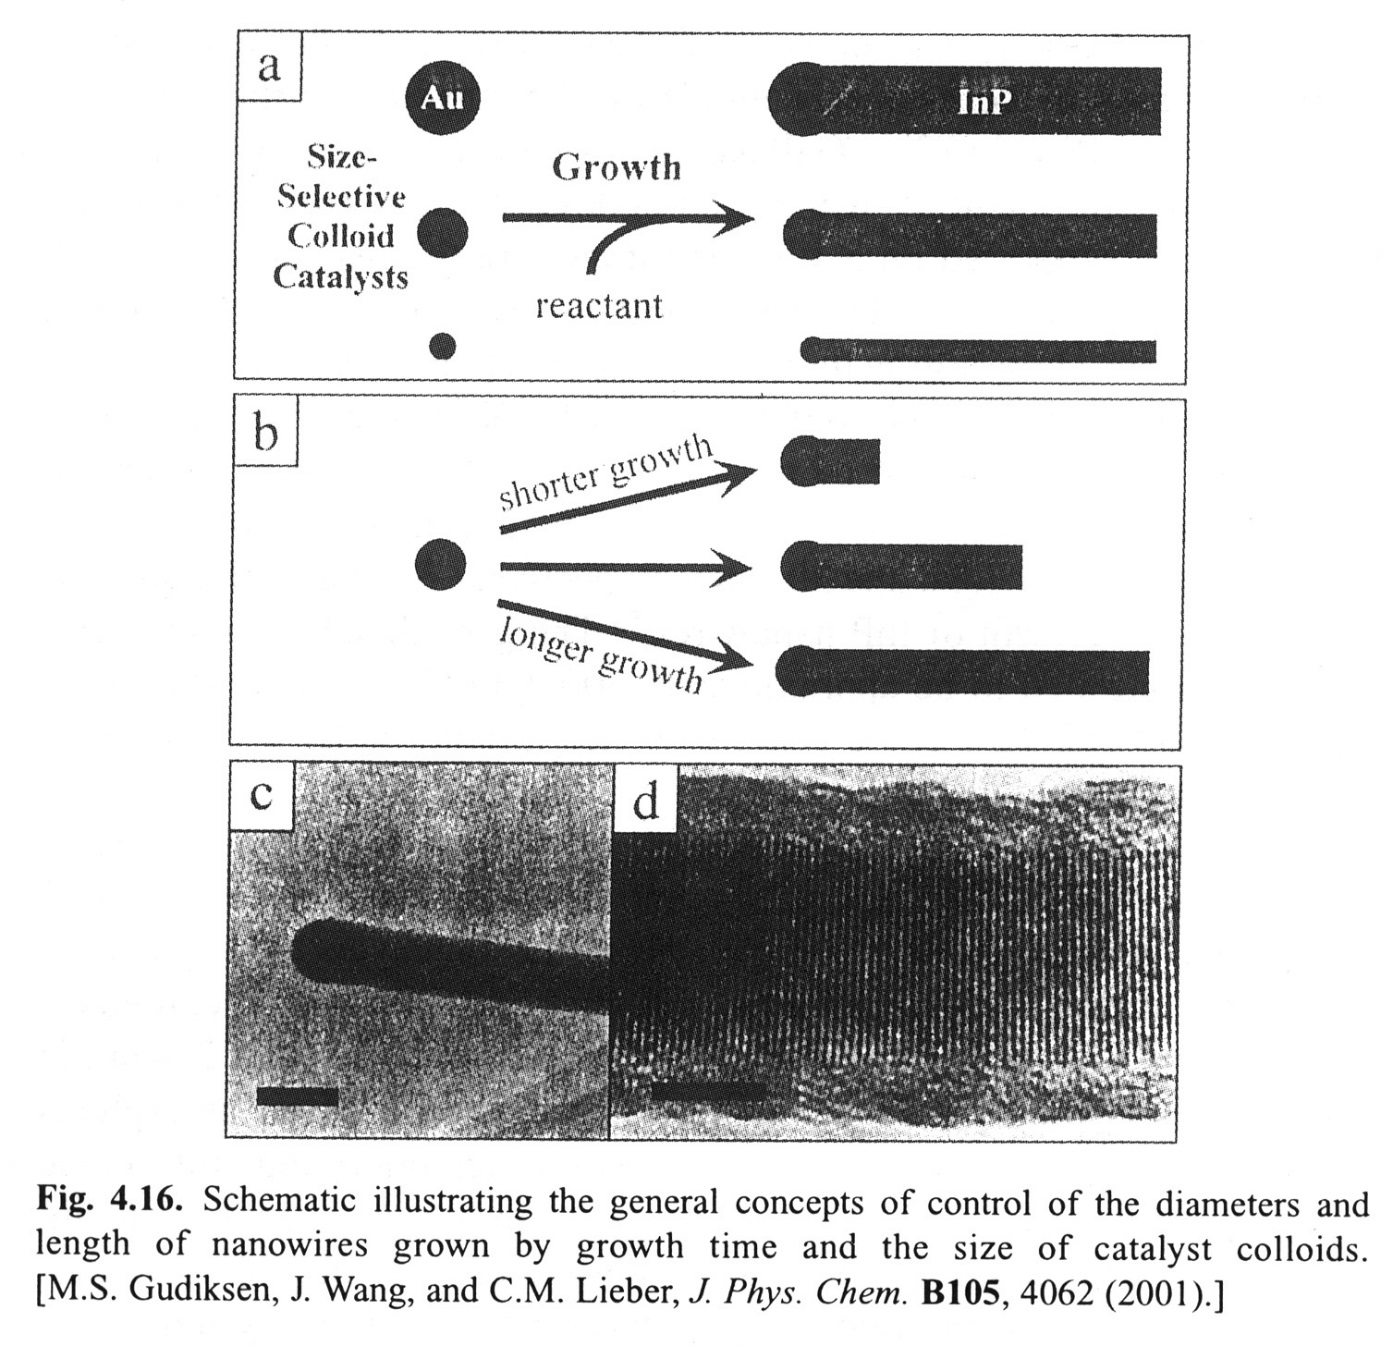 a
Au
InP
Size-
Selective
Colloid
Catalysts
Growth
reactant
b
shorter growth
longer growth
c
d
Fig. 4.16. Schematic illustrating the general concepts of control of the diameters and
length of nanowires grown by growth time and the size of catalyst colloids.
[M.S. Gudiksen, J. Wang, and C.M. Lieber, J. Phys. Chem. B105, 4062 (2001).]